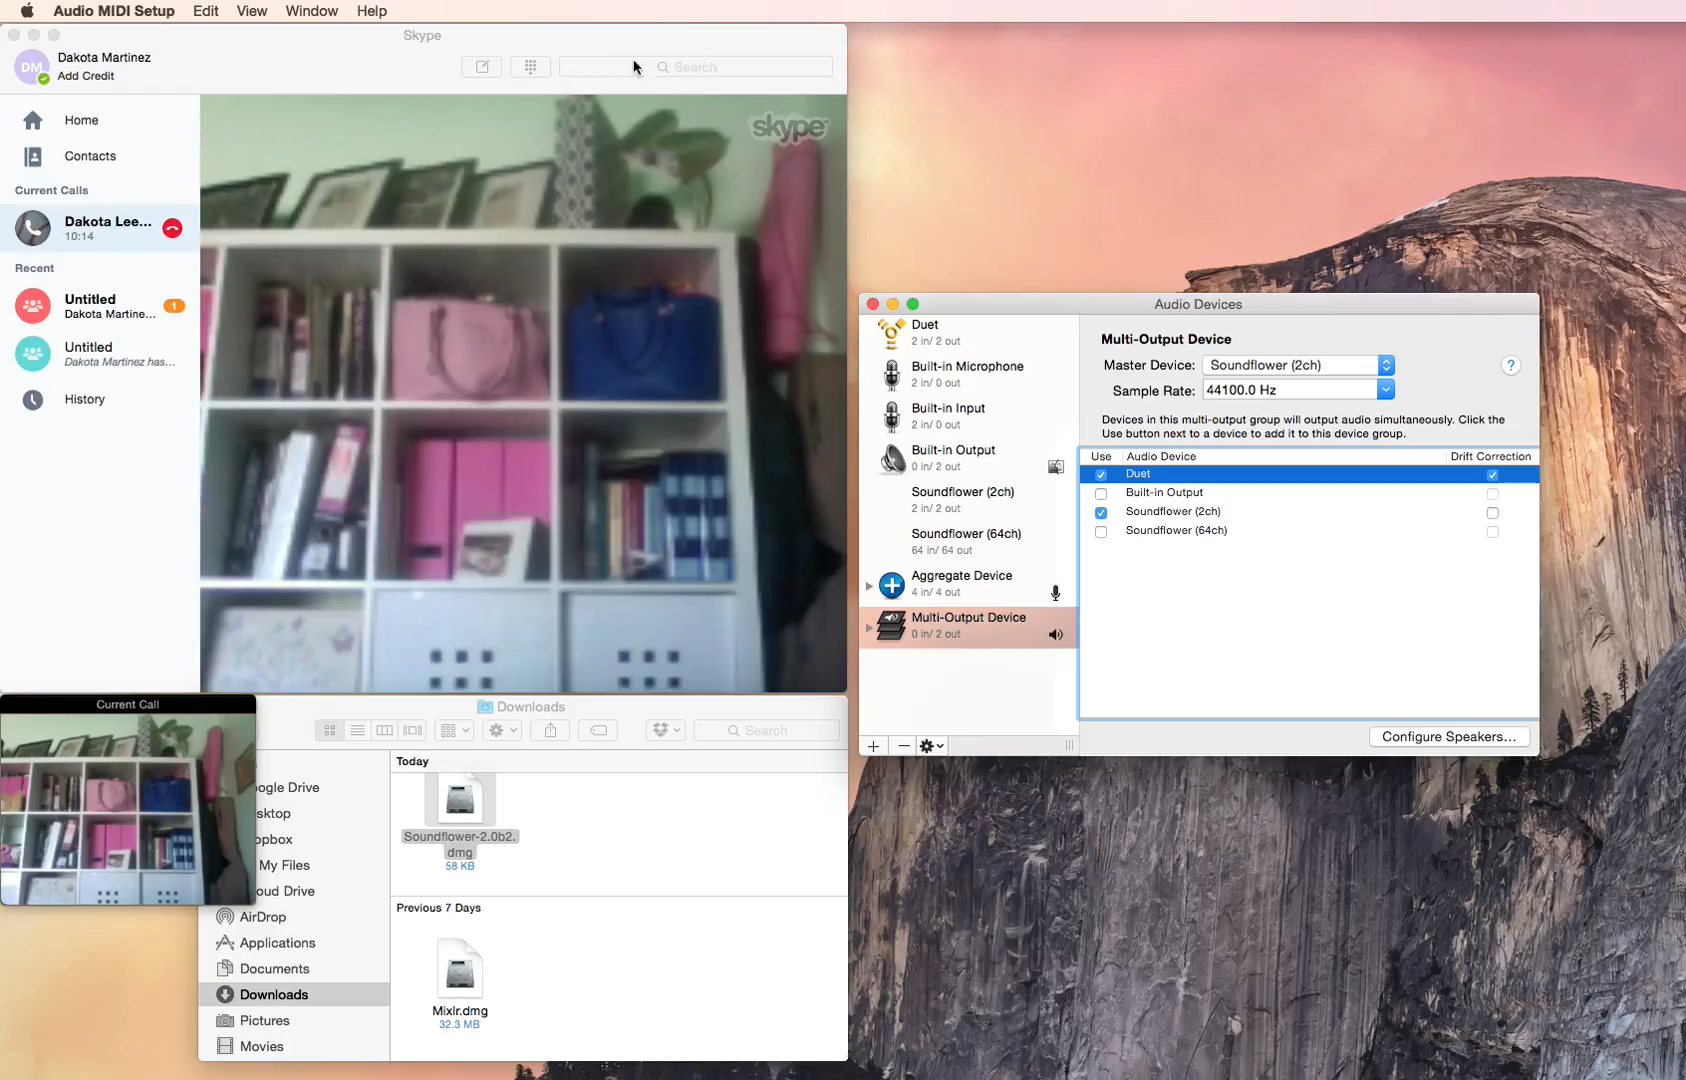 Audio MIDI Setup Edit View Window Help
Skype
DM
Dakota Martinez
Add Credit
Search
Home
Contacts
Current Calls
Dakota Lee...
10:14
Recent
Untitled
Dakota Martine...
1
Untitled
Dakota Martinez has...
History
skype™
Audio Devices
Duet
2 in/ 2 out
Built-in Microphone
2 in/ 0 out
Built-in Input
2 in/ 0 out
Built-in Output
0 in/ 2 out
Soundflower (2ch)
2 in/ 2 out
Soundflower (64ch)
64 in/ 64 out
Aggregate Device
4 in/ 4 out
Multi-Output Device
0 in/ 2 out
Multi-Output Device
Master Device: Soundflower (2ch)
?
Sample Rate: 44100.0 Hz
Devices in this multi-output group will output audio simultaneously. Click the
Use button next to a device to add it to this device group.
Use Audio Device Drift Correction
Duet
Built-in Output
Soundflower (2ch)
Soundflower (64ch)
Configure Speakers...
Current Call
Downloads
Search
ogle Drive
sktop
opbox
My Files
oud Drive
AirDrop
Applications
Documents
Downloads
Pictures
Movies
Today
Soundflower-2.0b2.
dmg
58 KB
Previous 7 Days
Mixlr.dmg
32.3 MB